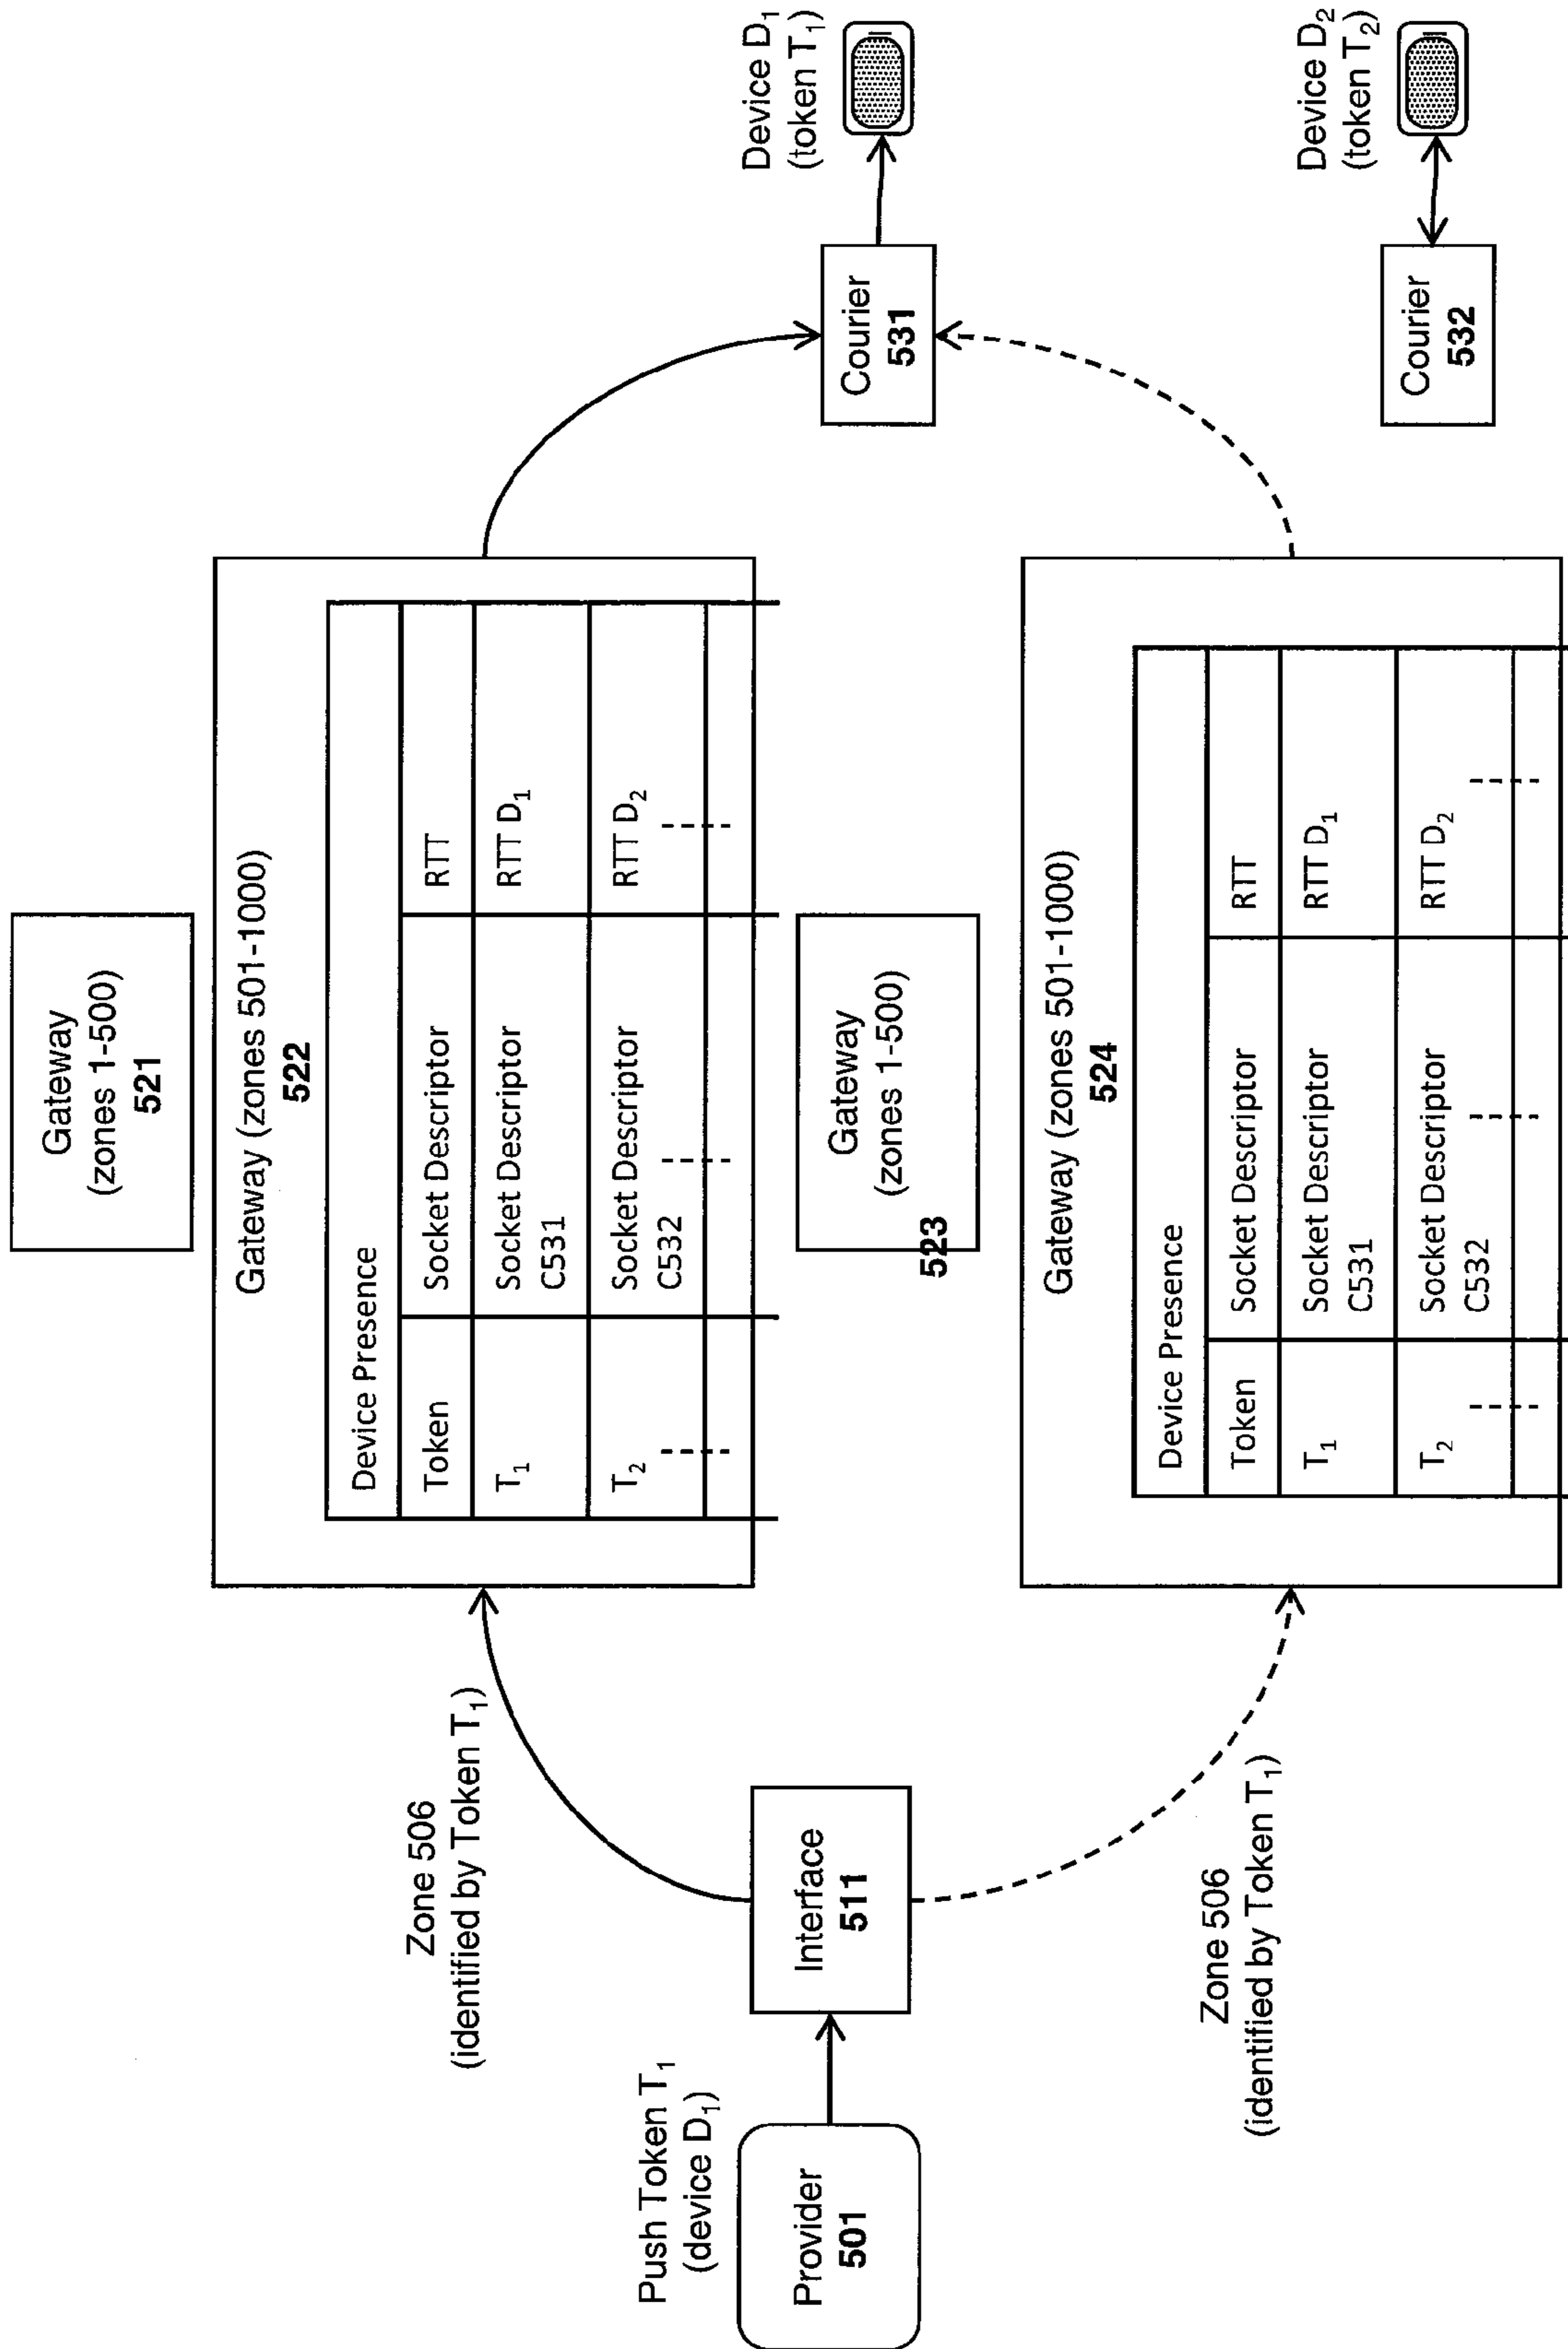 Push Token T₁
(device D₁)
Provider
501
Interface
511
Zone 506
(identified by Token T₁)
Zone 506
(identified by Token T₁)
Gateway
(zones 1-500)
521
Gateway (zones 501-1000)
522
Device Presence
Token Socket Descriptor RTT
T₁ Socket Descriptor RTT D₁
C531
T₂ Socket Descriptor RTT D₂
C532
Gateway
(zones 1-500)
523
Gateway (zones 501-1000)
524
Device Presence
Token Socket Descriptor RTT
T₁ Socket Descriptor RTT D₁
C531
T₂ Socket Descriptor RTT D₂
C532
Courier
531
Device D₁
(token T₁)
Courier
532
Device D₂
(token T₂)